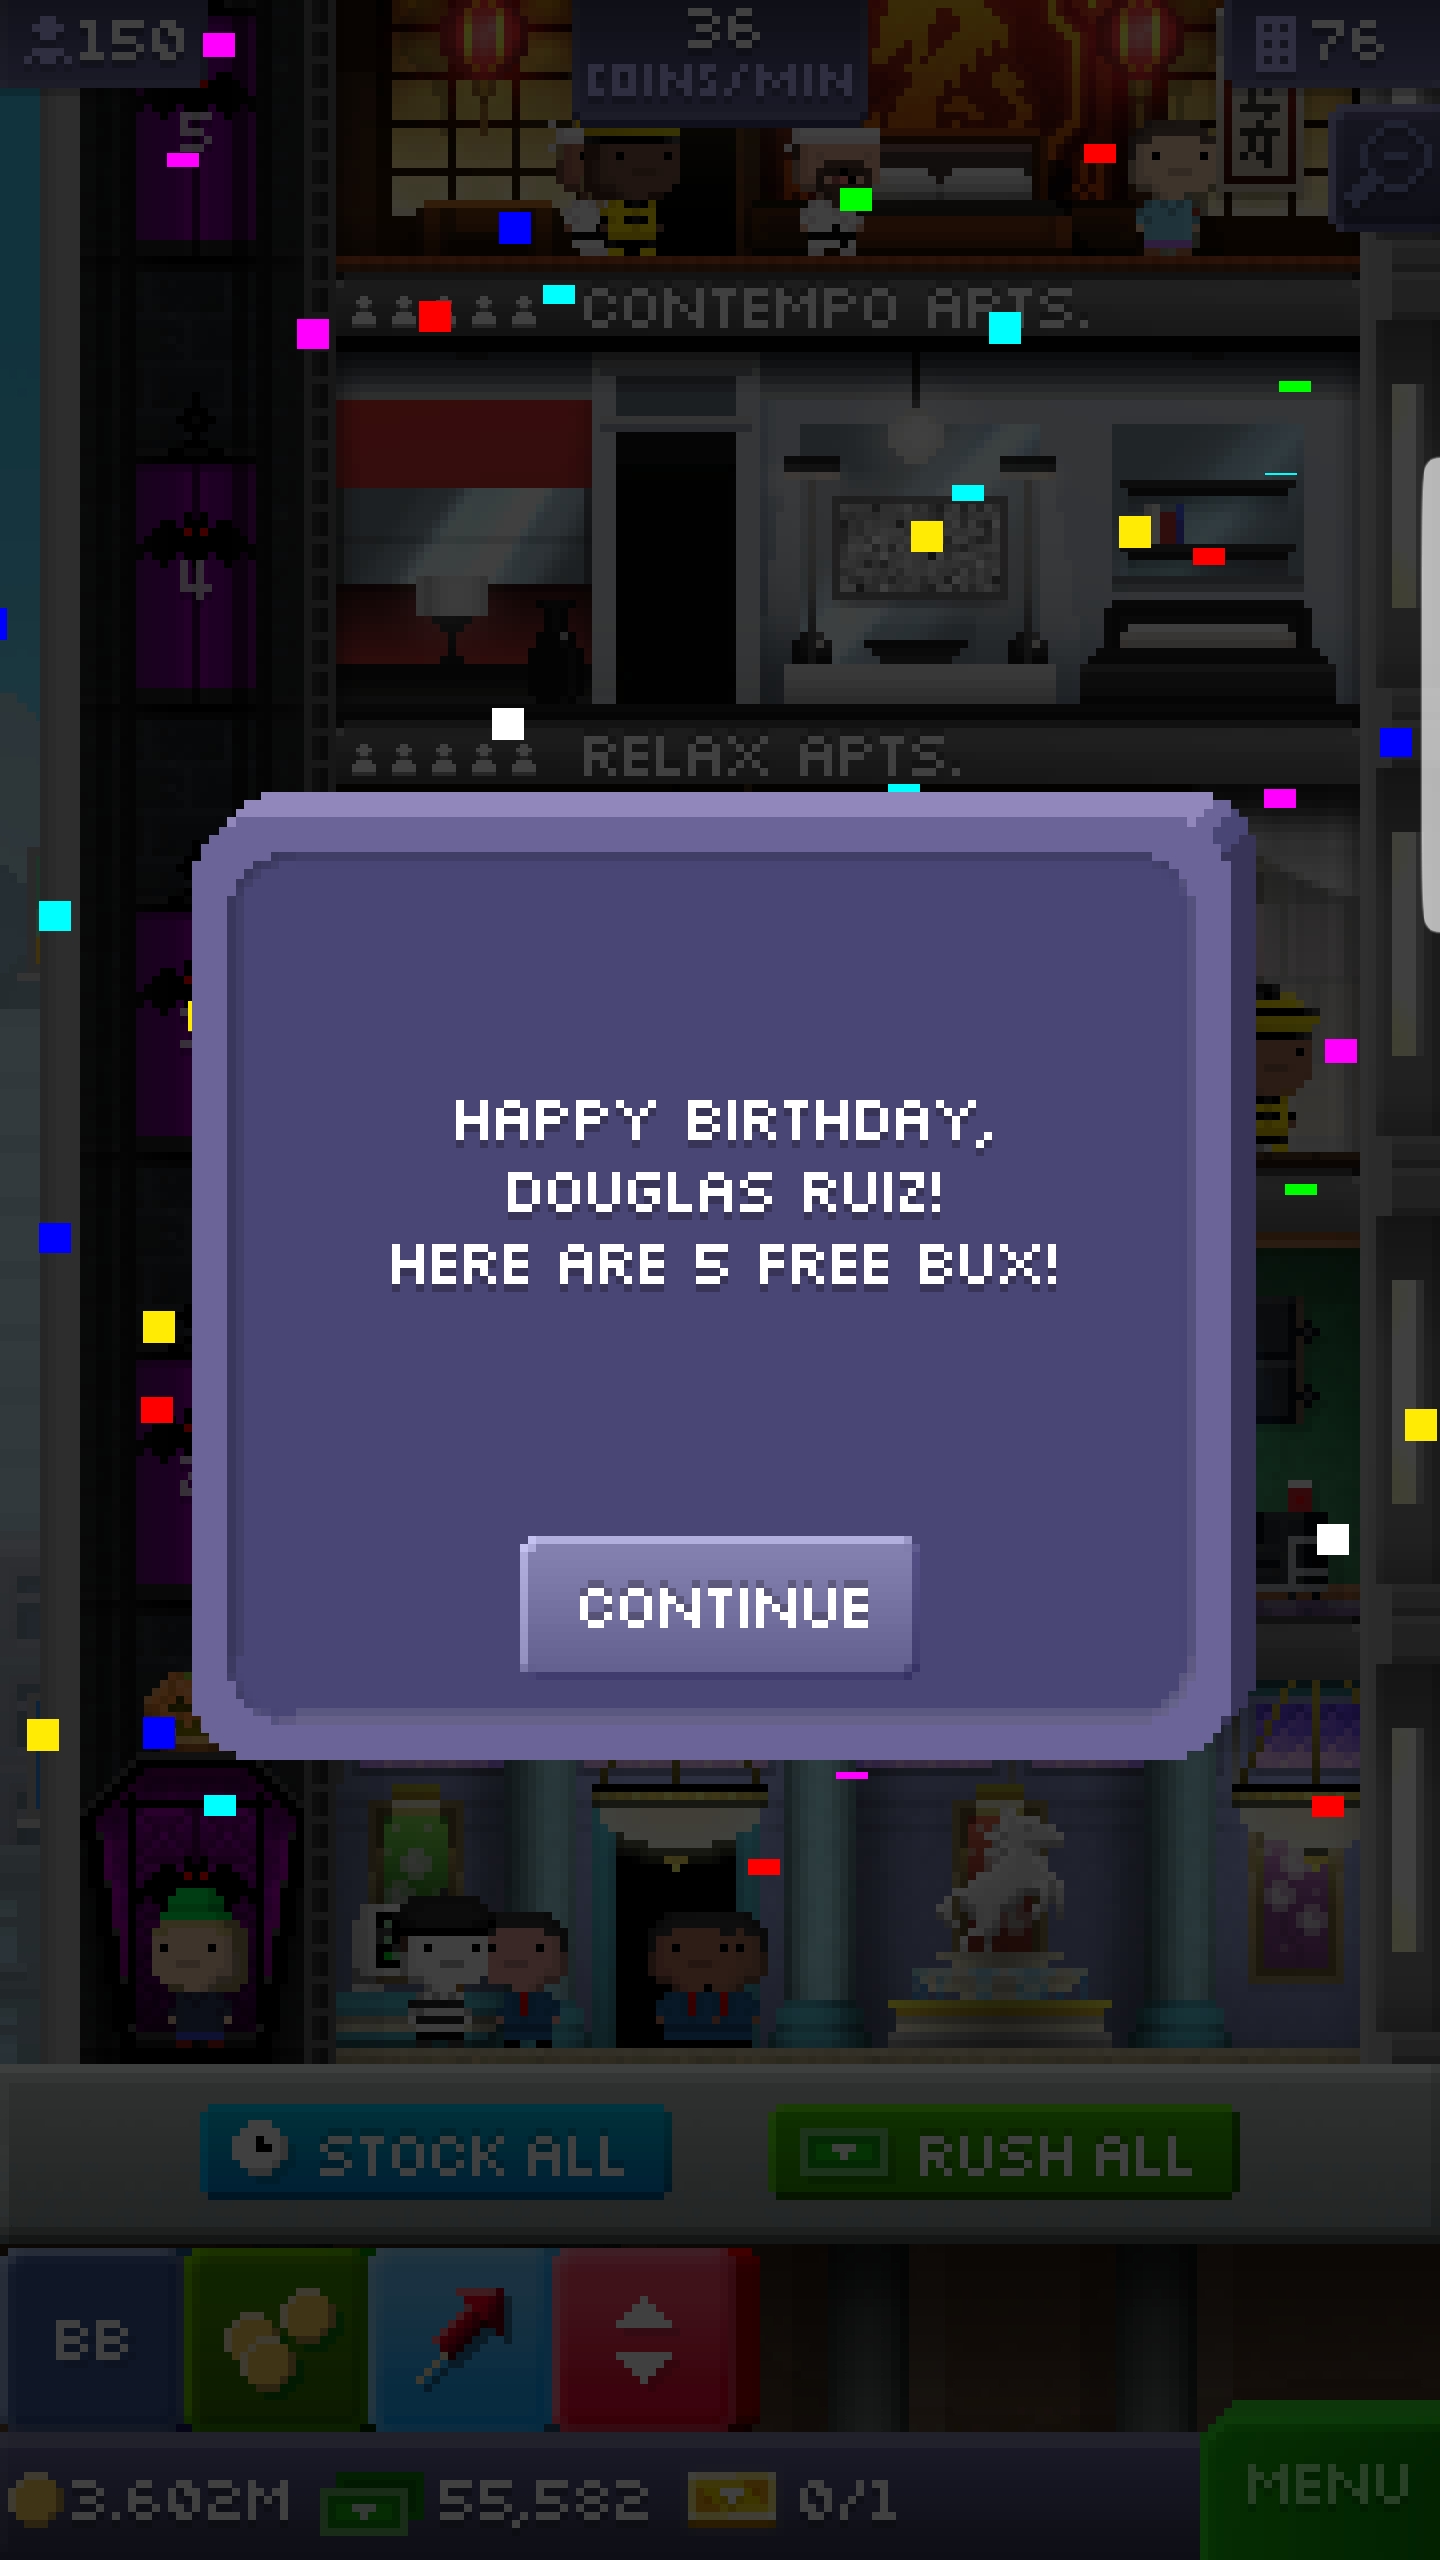 150
36
COINS/MIN
76
5
CONTEMPO APTS.
4
RELAX APTS.
HAPPY BIRTHDAY,
DOUGLAS RUIZ!
HERE ARE 5 FREE BUX!
CONTINUE
STOCK ALL
RUSH ALL
BB
3.602M
55,582
0/1
MENU